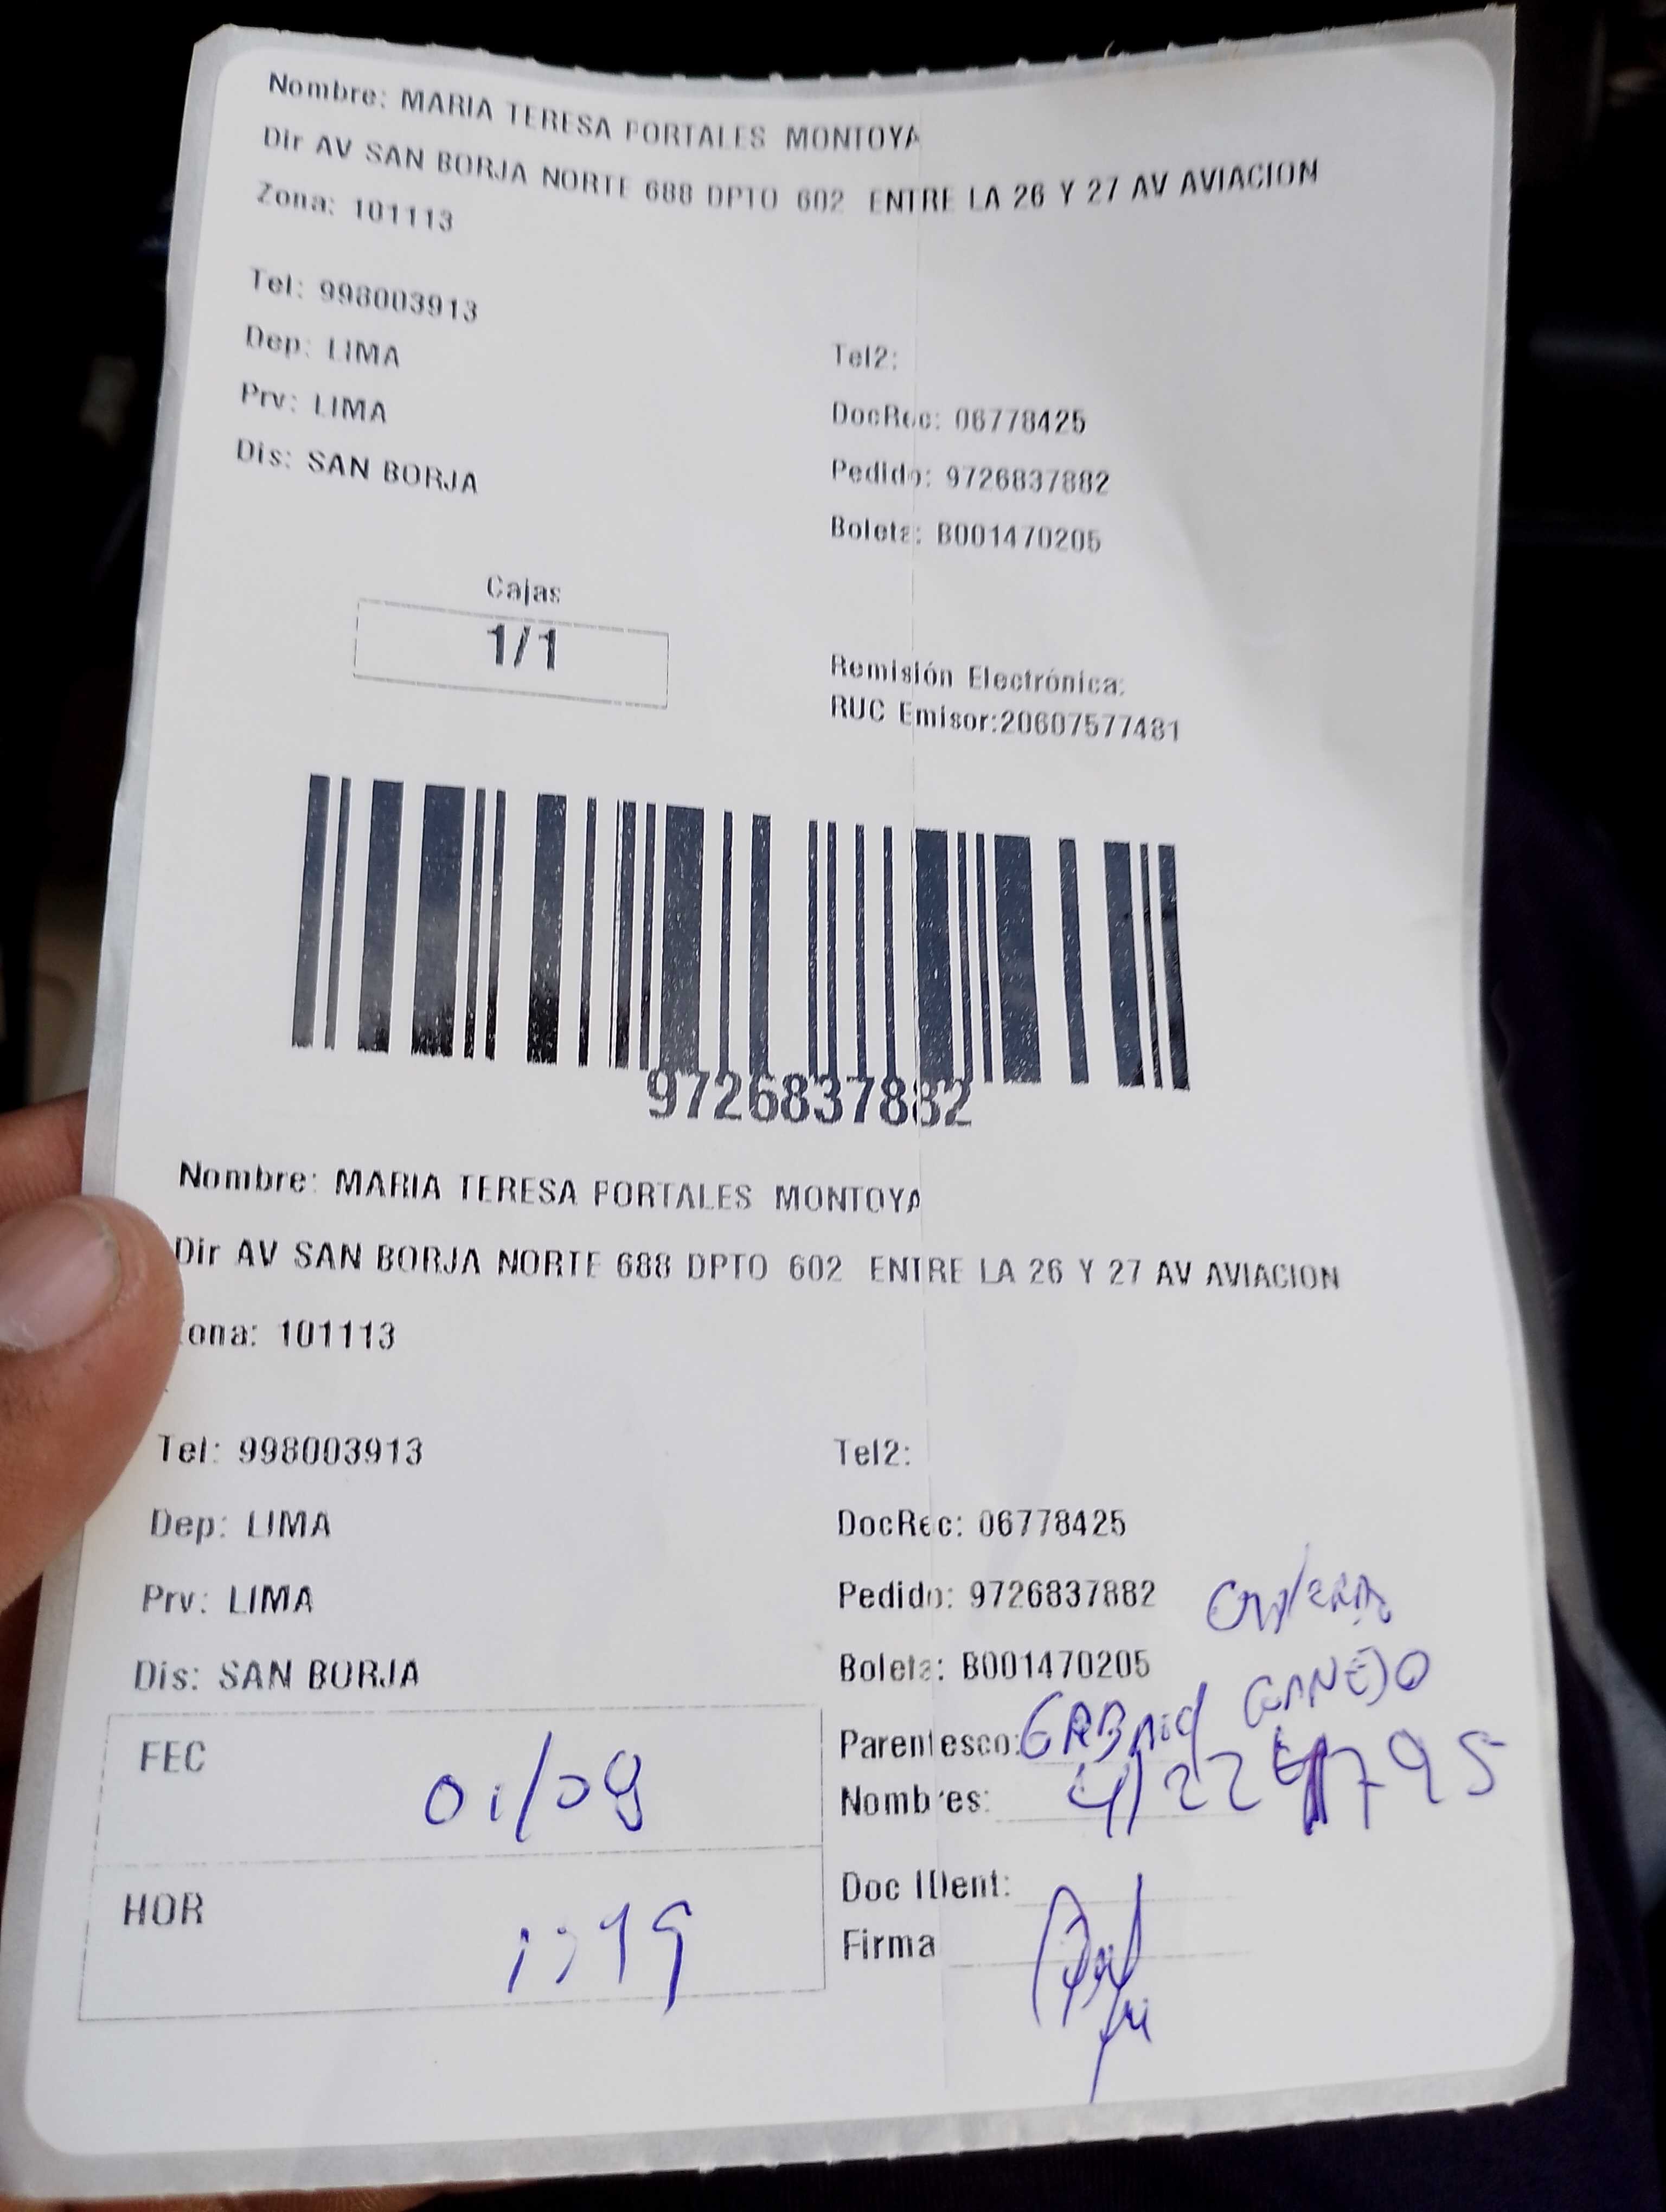 Nombre: MARIA TERESA PORTALES MONTOYA
Dir AV SAN BORJA NORTE 688 DPTO 602 ENTRE LA 26 Y 27 AV AVIACION
Zona: 101113
Tel: 998003913
Dep: LIMA
Tel2:
Prv: LIMA
DocRec: 06778425
Dis: SAN BORJA
Pedido: 9726837882
Boleta: B001470205
Cajas
1/1
Remisión Electrónica:
RUC Emisor:20607577481
9726837882
Nombre: MARIA TERESA PORTALES MONTOYA
Dir AV SAN BORJA NORTE 688 DPTO 602 ENTRE LA 26 Y 27 AV AVIACION
ona: 101113
Tel: 998003913 Tel2:
Dep: LIMA DocRec: 06778425
Prv: LIMA Pedido: 9726837882
Dis: SAN BORJA Boleta: B001470205
FEC 01/08
Parentesco: CORNEJO
Nombres:
HOR
Doc IDent:
Firma